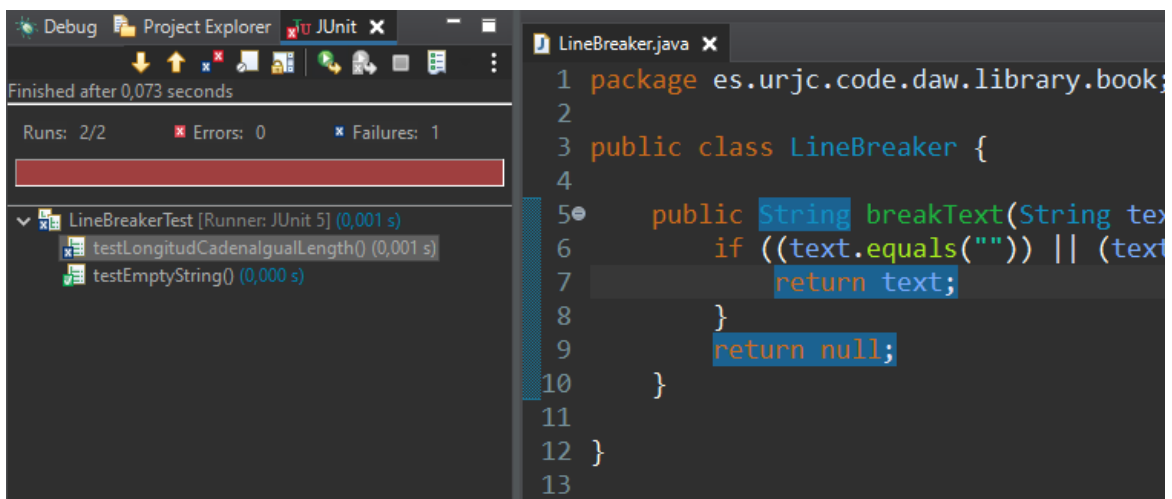 Debug Project Explorer JUnit
Finished after 0,073 seconds
Runs: 2/2 Errors: 0 Failures: 1
LineBreakerTest [Runner: JUnit 5] (0,001 s)
testLongitudCadenaIgualLength() (0,001 s)
testEmptyString() (0,000 s)
LineBreaker.java
1 package es.urjc.code.daw.library.book;
2
3 public class LineBreaker {
4
5 public String breakText(String tex
6 if ((text.equals("")) || (text
7 return text;
8 }
9 return null;
10 }
11
12 }
13